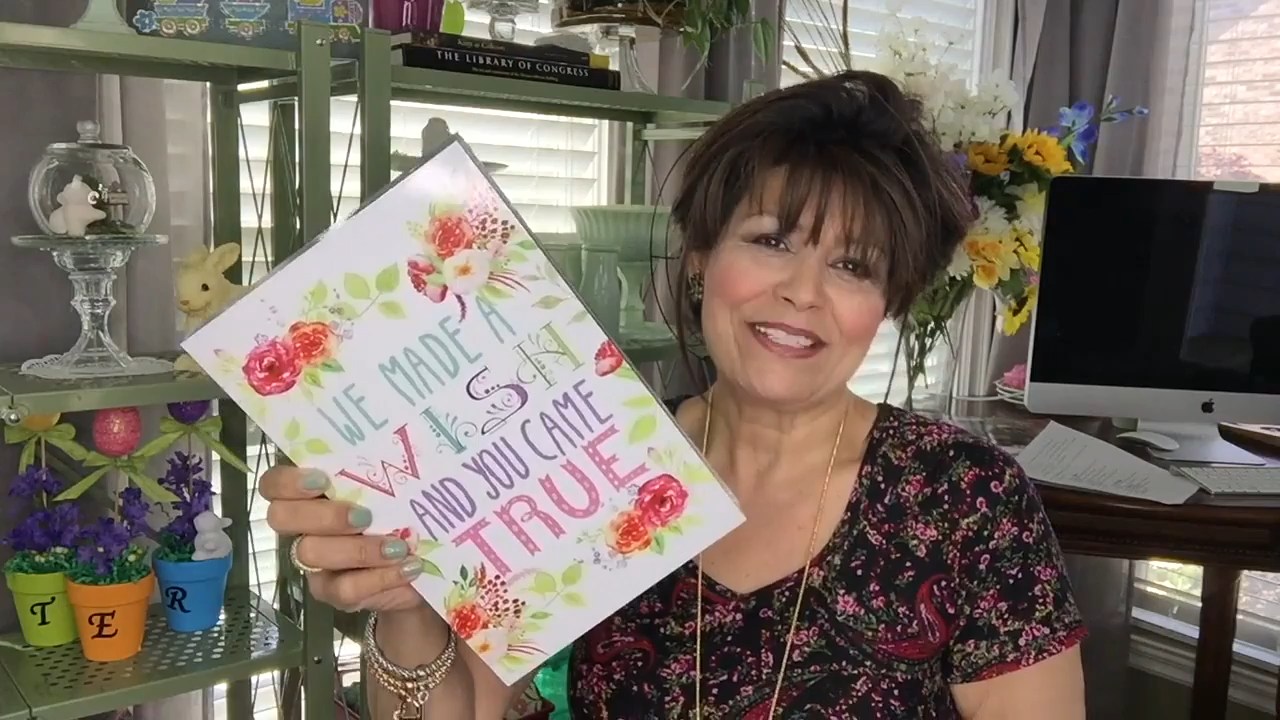 THE LIBRARY OF CONGRESS
WE MADE A
WISH
AND YOU CAME
TRUE
T
E
R